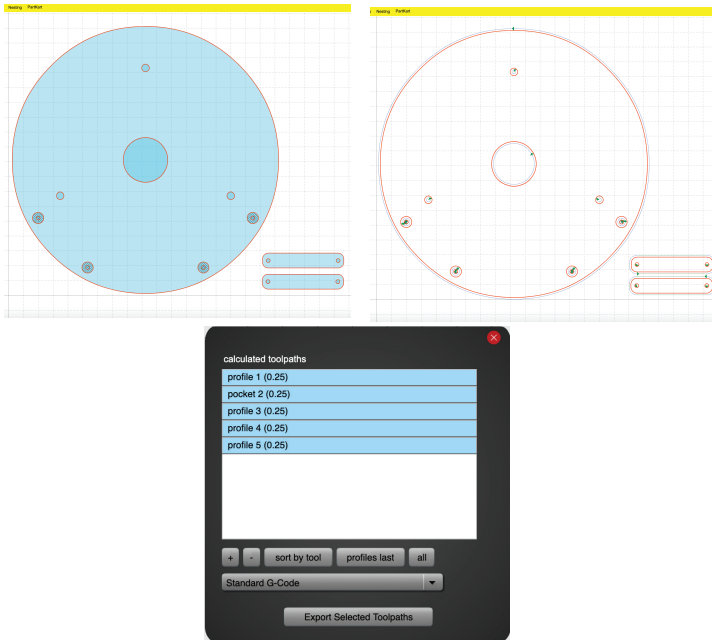 Nesting PartKart
Nesting PartKart
calculated toolpaths
profile 1 (0.25)
pocket 2 (0.25)
profile 3 (0.25)
profile 4 (0.25)
profile 5 (0.25)
+ - sort by tool profiles last all
Standard G-Code
Export Selected Toolpaths